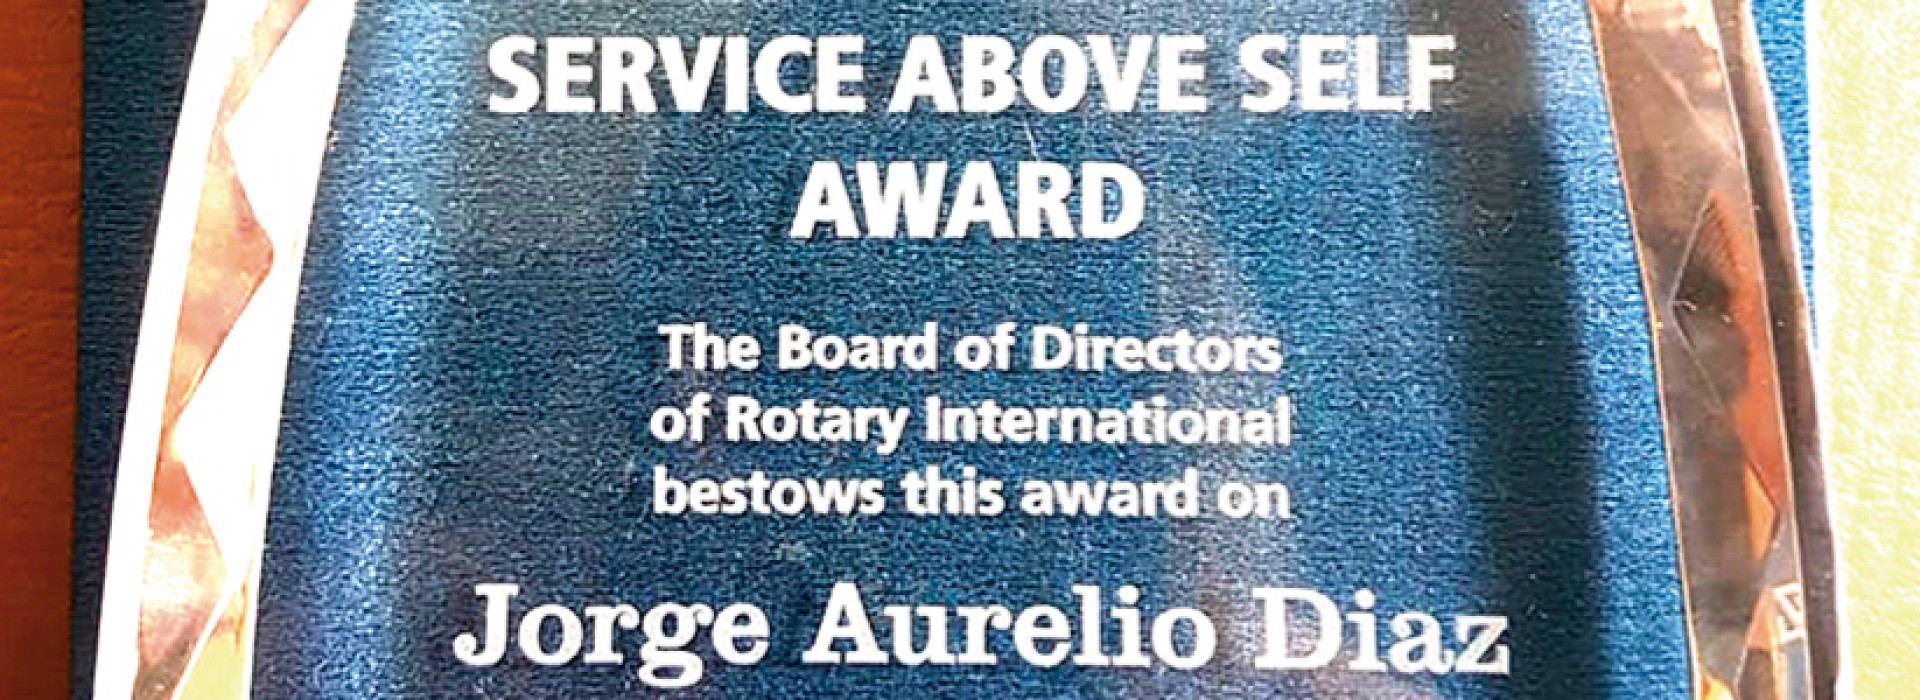 SERVICE ABOVE SELF
AWARD
The Board of Directors
of Rotary International
bestows this award on
Jorge Aurelio Diaz